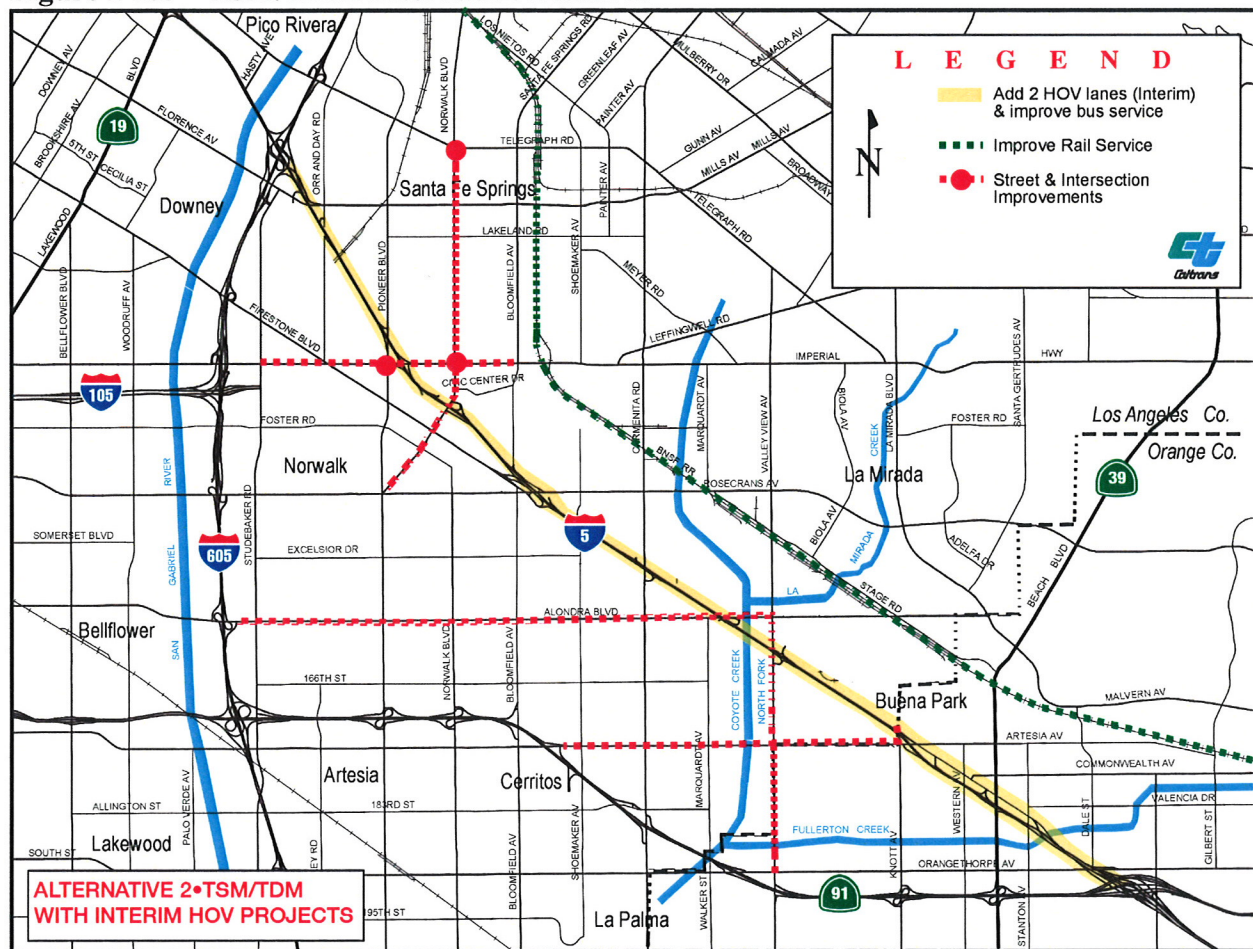 Pico Rivera
LOS NIETOS RD
SANTA FE SPRINGS RD
GREENLEAF AV
PAINTER AV
MULBERRY DR
CALMADA AV
DOWNEY AV
BLVD
HASTY AVE
NORWALK BLVD
L E G E N D
Add 2 HOV lanes (Interim)
& improve bus service
Improve Rail Service
Street & Intersection
Improvements
N
Caltrans
19
BROOKSHIRE AV
FLORENCE AV
5TH ST
CECILIA ST
ORR AND DAY RD
TELEGRAPH RD
GUNN AV
MILLS AV
MILLS AV
BROADWAY
Santa Fe Springs
PAINTER AV
TELEGRAPH RD
Downey
LAKEWOOD
LAKELAND RD
BELLFLOWER BLVD
WOODRUFF AV
FIRESTONE BLVD
PIONEER BLVD
BLOOMFIELD AV
SHOEMAKER AV
MEYER RD
LEFFINGWELL RD
IMPERIAL
HWY
SANTA GERTRUDES AV
105
CIVIC CENTER DR
FOSTER RD
CARMENITA RD
MARQUARDT AV
VALLEY VIEW AV
BIOLA AV
LA MIRADA BLVD
CREEK
FOSTER RD
Los Angeles Co.
Orange Co.
Norwalk
BNSF RR
ROSECRANS AV
La Mirada
39
RIVER
STUDEBAKER RD
5
605
SOMERSET BLVD
EXCELSIOR DR
BIOLA AV
MIRADA
ADELFA DR
BEACH BLVD
GABRIEL
LA
STAGE RD
ALONDRA BLVD
Bellflower
SAN
NORWALK BLVD
BLOOMFIELD AV
COYOTE CREEK
NORTH FORK
166TH ST
Buena Park
MALVERN AV
ARTESIA AV
Artesia
Cerritos
MARQUARDT AV
COMMONWEALTH AV
VALENCIA DR
ALLINGTON ST
PALO VERDE AV
183RD ST
WESTERN AV
DALE ST
GILBERT ST
Lakewood
SOUTH ST
BLOOMFIELD AV
SHOEMAKER AV
FULLERTON CREEK
KNOTT AV
ORANGETHORPE AV
ALTERNATIVE 2•TSM/TDM
WITH INTERIM HOV PROJECTS
195TH ST
La Palma
WALKER ST
91
STANTON AV